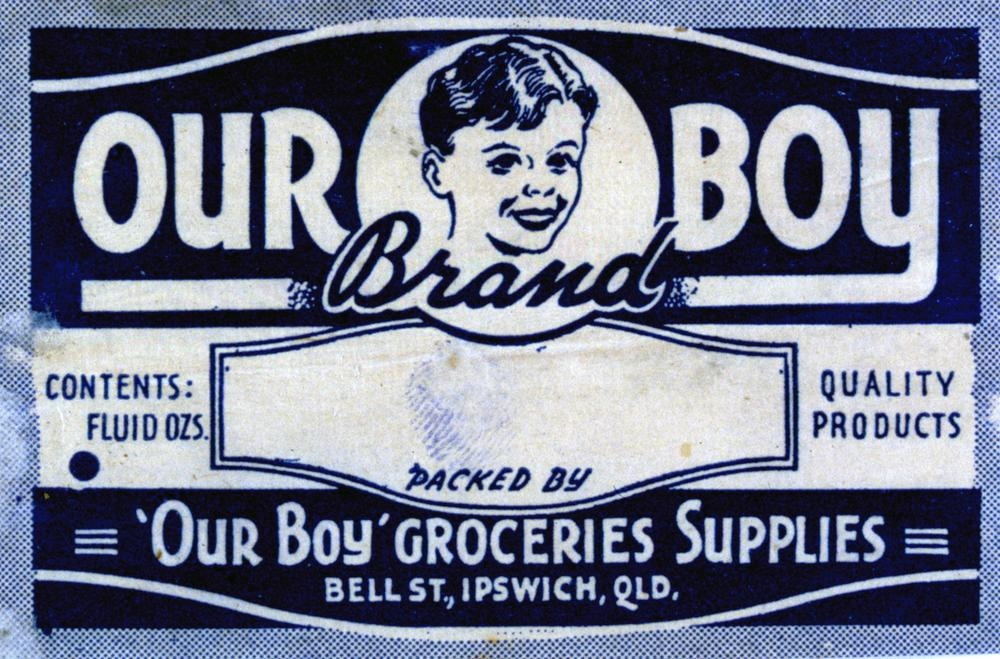 OUR BOY
Brand
CONTENTS:
FLUID OZS.
QUALITY
PRODUCTS
PACKED BY
'OUR BOY' GROCERIES SUPPLIES
BELL ST., IPSWICH, QLD.